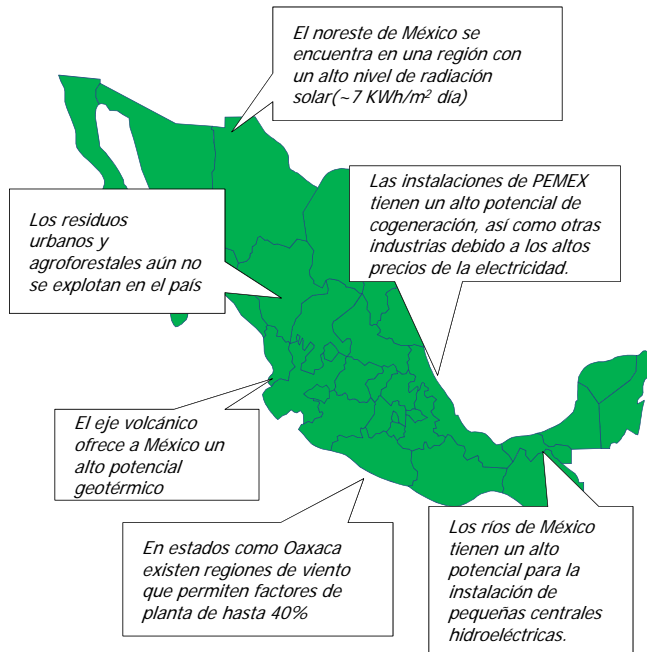 El noreste de México se
encuentra en una región con
un alto nivel de radiación
solar(~7 KWh/m² día)
Las instalaciones de PEMEX
tienen un alto potencial de
cogeneración, así como otras
industrias debido a los altos
precios de la electricidad.
Los residuos
urbanos y
agroforestales aún no
se explotan en el país
El eje volcánico
ofrece a México un
alto potencial
geotérmico
En estados como Oaxaca
existen regiones de viento
que permiten factores de
planta de hasta 40%
Los ríos de México
tienen un alto
potencial para la
instalación de
pequeñas centrales
hidroeléctricas.